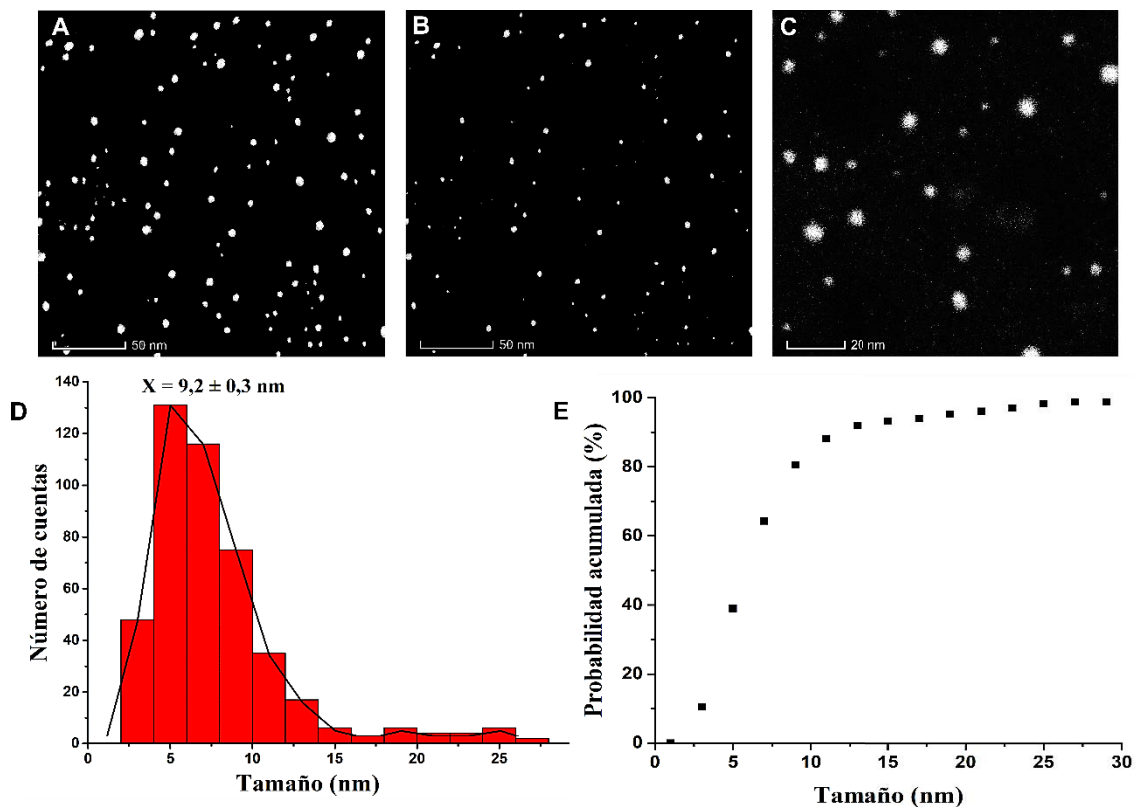 A
50 nm
B
50 nm
C
20 nm
D
X = 9,2 ± 0,3 nm
Número de cuentas
140
120
100
80
60
40
20
0
0 5 10 15 20 25
Tamaño (nm)
E
Probabilidad acumulada (%)
100
80
60
40
20
0
0 5 10 15 20 25 30
Tamaño (nm)